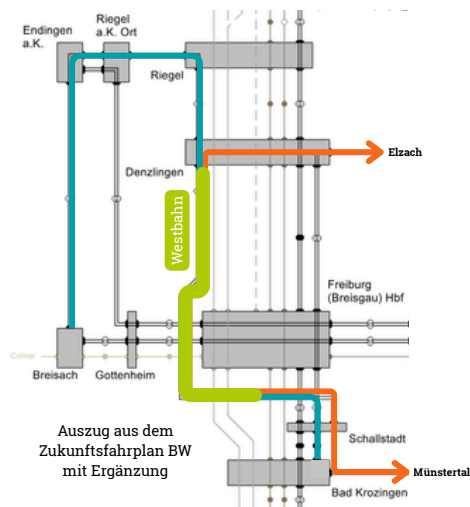 Endingen
a.K.
Riegel
a.K. Ort
Riegel
Denzlingen
Elzach
Westbahn
Freiburg
(Breisgau) Hbf
Colmar
Breisach
Gottenheim
Auszug aus dem
Zukunftsfahrplan BW
mit Ergänzung
Schallstadt
Münstertal
Bad Krozingen